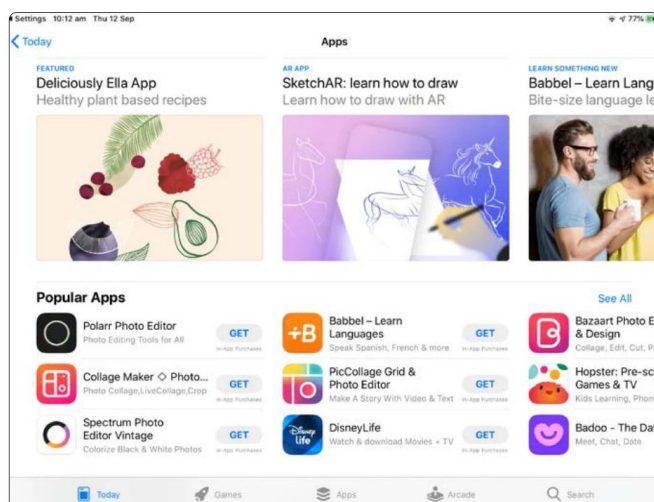 Settings 10:12 am Thu 12 Sep
77%
Today
Apps
FEATURED
Deliciously Ella App
Healthy plant based recipes
AR APP
SketchAR: learn how to draw
Learn how to draw with AR
LEARN SOMETHING NEW
Babbel – Learn Lang
Bite-size language le
Popular Apps
See All
Polarr Photo Editor
Photo Editing Tools for All
GET
In-App Purchases
÷B
Babbel – Learn
Languages
Speak Spanish, French & more
GET
In-App Purchases
Bazaart Photo E
& Design
Collage, Edit, Cut, P
Collage Maker ◇ Photo...
Photo Collage,LiveCollage,Crop
GET
In-App Purchases
PicCollage Grid &
Photo Editor
Make A Story With Video & Text
GET
In-App Purchases
Hopster: Pre-sc
Games & TV
Kids Learning, Phon
Spectrum Photo
Editor Vintage
Colorize Black & White Photos
GET
In-App Purchases
Disney
life
DisneyLife
Watch & download Movies + TV
GET
In-App Purchases
Badoo - The Da
Meet, Chat, Date
Today
Games
Apps
Arcade
Search